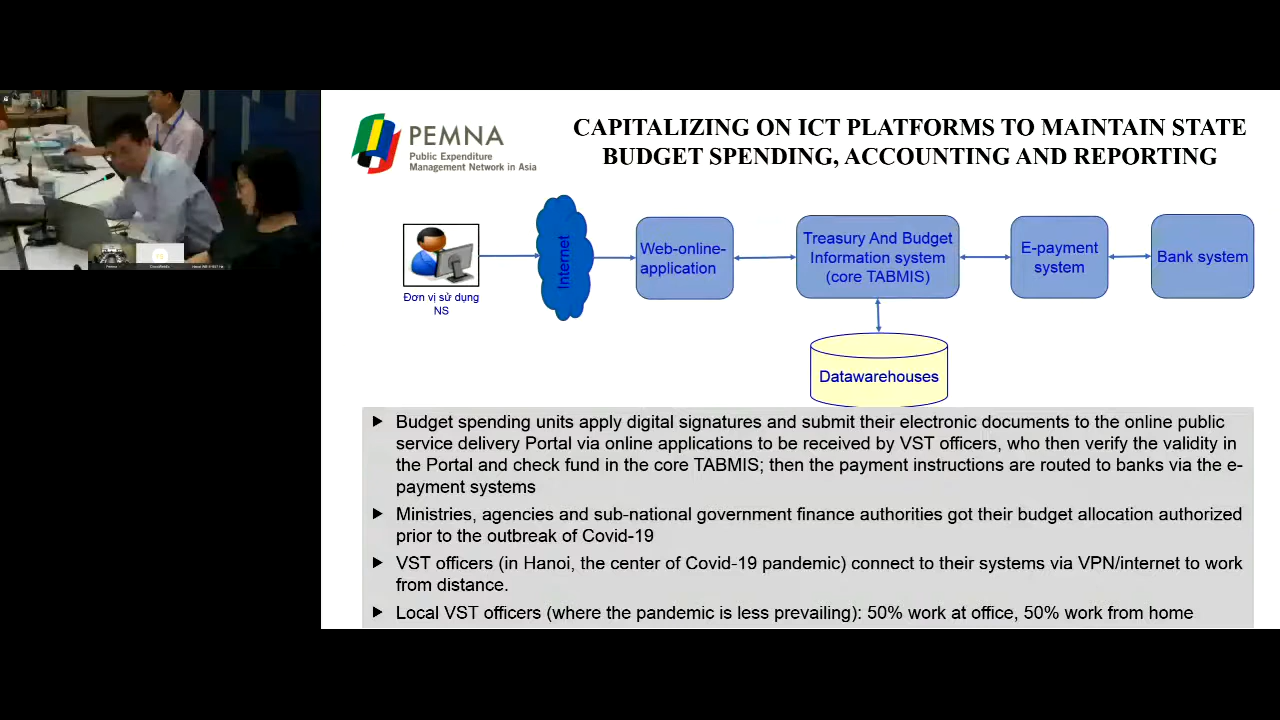 PEMNA
Public Expenditure
Management Network in Asia
CAPITALIZING ON ICT PLATFORMS TO MAINTAIN STATE
BUDGET SPENDING, ACCOUNTING AND REPORTING
Đơn vị sử dụng
NS
Internet
Web-online-
application
Treasury And Budget
Information system
(core TABMIS)
E-payment
system
Bank system
Datawarehouses
Budget spending units apply digital signatures and submit their electronic documents to the online public
service delivery Portal via online applications to be received by VST officers, who then verify the validity in
the Portal and check fund in the core TABMIS; then the payment instructions are routed to banks via the e-
payment systems
Ministries, agencies and sub-national government finance authorities got their budget allocation authorized
prior to the outbreak of Covid-19
VST officers (in Hanoi, the center of Covid-19 pandemic) connect to their systems via VPN/internet to work
from distance.
Local VST officers (where the pandemic is less prevailing): 50% work at office, 50% work from home